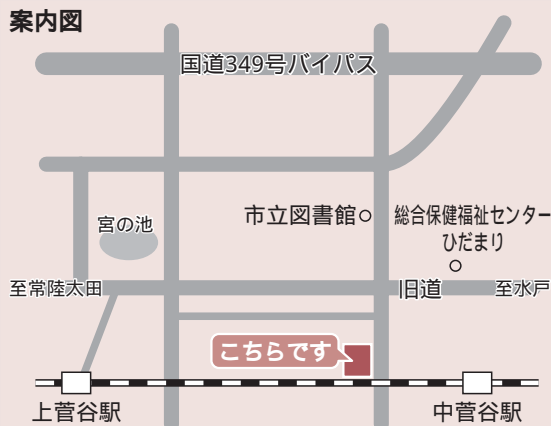 案内図
国道349号バイパス
宮の池
市立図書館
総合保健福祉センター
ひだまり
至常陸太田
旧道
至水戸
こちらです
上菅谷駅
中菅谷駅